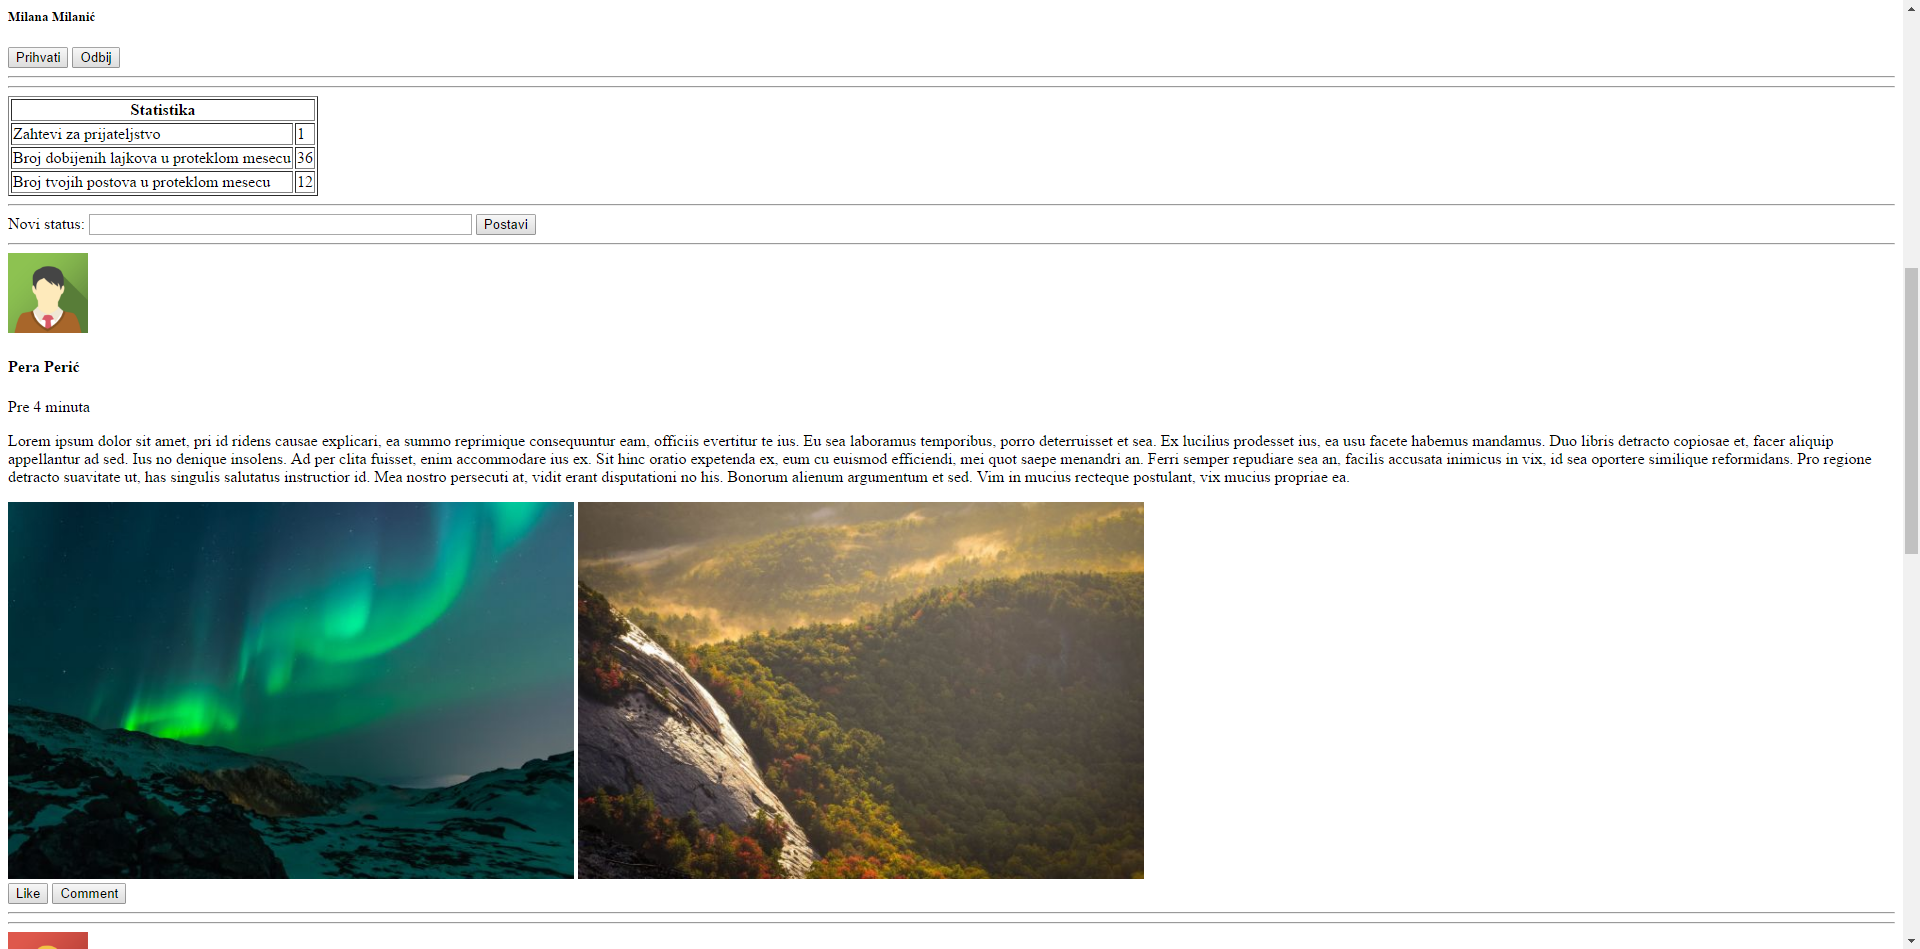 Milana Milanić
Prihvati Odbij
Statistika
Zahtevi za prijateljstvo 1
Broj dobijenih lajkova u proteklom mesecu 36
Broj tvojih postova u proteklom mesecu 12
Novi status: Postavi
Pera Perić
Pre 4 minuta
Lorem ipsum dolor sit amet, pri id ridens causae explicari, ea summo reprimique consequuntur eam, officiis evertitur te ius. Eu sea laboramus temporibus, porro deterruisset et sea. Ex lucilius prodesset ius, ea usu facete habemus mandamus. Duo libris detracto copiosae et, facer aliquip
appellantur ad sed. Ius no denique insolens. Ad per clita fuisset, enim accommodare ius ex. Sit hinc oratio expetenda ex, eum cu euismod efficiendi, mei quot saepe menandri an. Ferri semper repudiare sea an, facilis accusata inimicus in vix, id sea oportere similique reformidans. Pro regione
detracto suavitate ut, has singulis salutatus instructior id. Mea nostro persecuti at, vidit erant disputationi no his. Bonorum alienum argumentum et sed. Vim in mucius recteque postulant, vix mucius propriae ea.
Like Comment